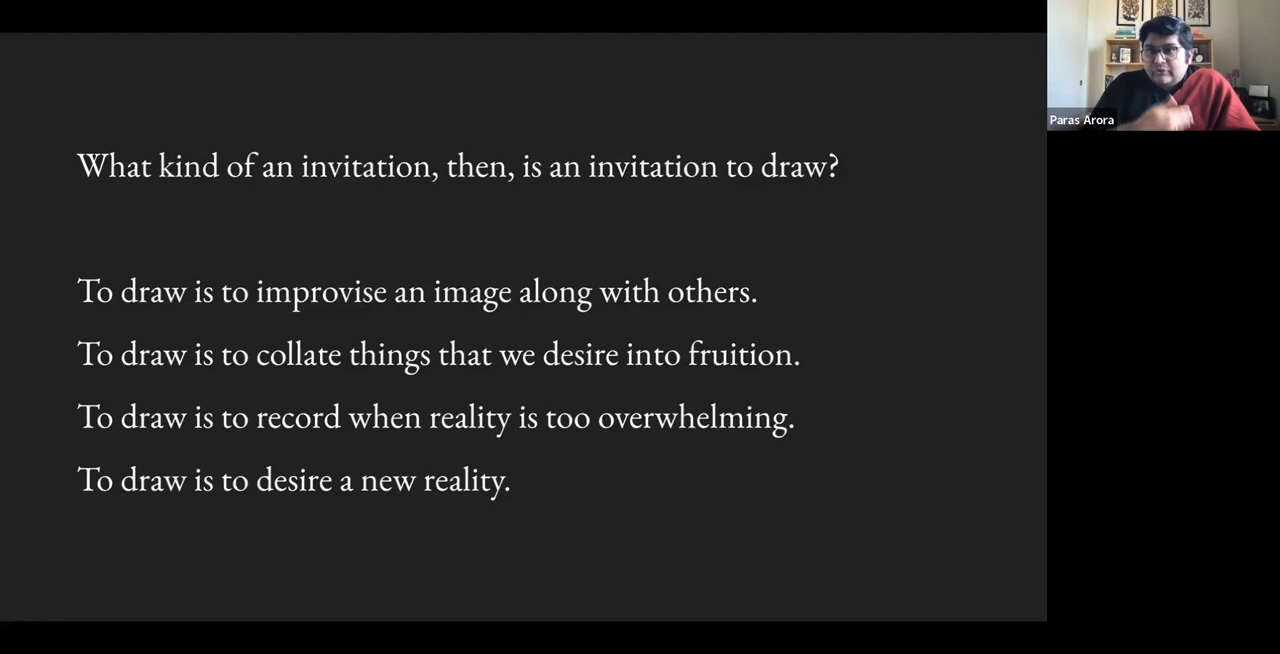 What kind of an invitation, then, is an invitation to draw?
To draw is to improvise an image along with others.
To draw is to collate things that we desire into fruition.
To draw is to record when reality is too overwhelming.
To draw is to desire a new reality.
Paras Arora